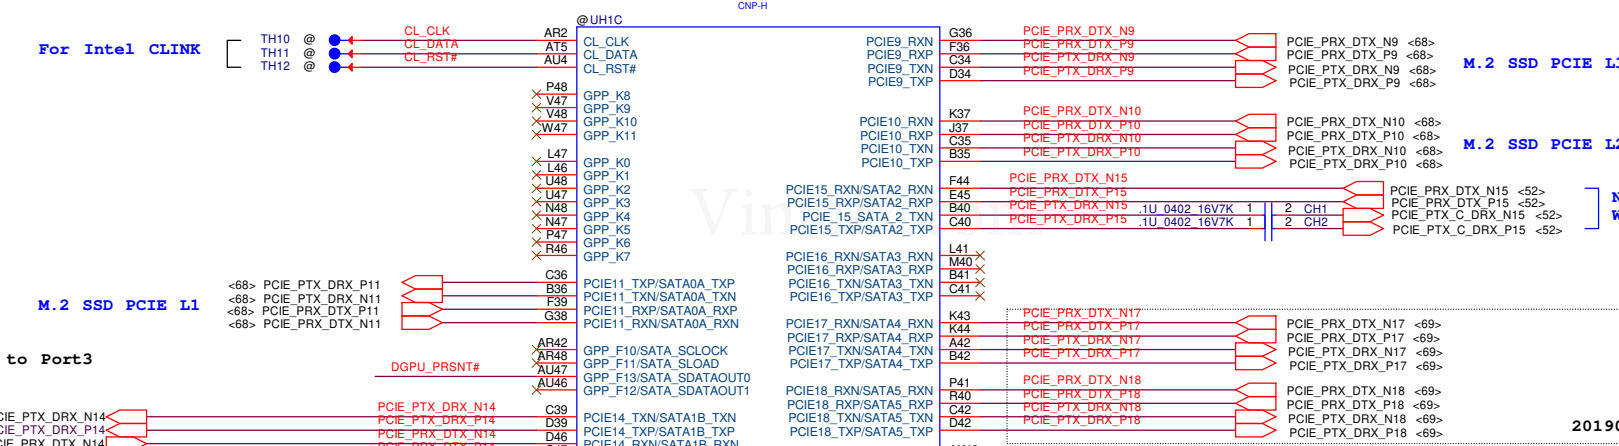 CNP-H
@ UH1C
For Intel CLINK
TH10 @ CL_CLK AR2 CL_CLK
TH11 @ CL_DATA AT5 CL_DATA
TH12 @ CL_RST# AU4 CL_RST#
P48 GPP_K8
V47 GPP_K9
V48 GPP_K10
W47 GPP_K11
L47 GPP_K0
L46 GPP_K1
U48 GPP_K2
U47 GPP_K3
N48 GPP_K4
N47 GPP_K5
P47 GPP_K6
R46 GPP_K7
M.2 SSD PCIE L1
<68> PCIE_PTX_DRX_P11 C36 PCIE11_TXP/SATA0A_TXP
<68> PCIE_PTX_DRX_N11 B36 PCIE11_TXN/SATA0A_TXN
<68> PCIE_PRX_DTX_P11 F39 PCIE11_RXP/SATA0A_RXP
<68> PCIE_PRX_DTX_N11 G38 PCIE11_RXN/SATA0A_RXN
to Port3
AR42 GPP_F10/SATA_SCLOCK
AR48 GPP_F11/SATA_SLOAD
DGPU_PRSNT# AU47 GPP_F13/SATA_SDATAOUT0
AU46 GPP_F12/SATA_SDATAOUT1
CIE_PTX_DRX_N14 PCIE_PTX_DRX_N14 C39 PCIE14_TXN/SATA1B_TXN
CIE_PTX_DRX_P14 PCIE_PTX_DRX_P14 D39 PCIE14_TXP/SATA1B_TXP
CIE_PRX_DTX_N14 PCIE_PRX_DTX_N14 D46 PCIE14_RXN/SATA1B_RXN
PCIE9_RXN G36 PCIE_PRX_DTX_N9 PCIE_PRX_DTX_N9 <68>
PCIE9_RXP F36 PCIE_PRX_DTX_P9 PCIE_PRX_DTX_P9 <68>
PCIE9_TXN C34 PCIE_PTX_DRX_N9 PCIE_PTX_DRX_N9 <68>
PCIE9_TXP D34 PCIE_PTX_DRX_P9 PCIE_PTX_DRX_P9 <68>
M.2 SSD PCIE L3
PCIE10_RXN K37 PCIE_PRX_DTX_N10 PCIE_PRX_DTX_N10 <68>
PCIE10_RXP J37 PCIE_PRX_DTX_P10 PCIE_PRX_DTX_P10 <68>
PCIE10_TXN C35 PCIE_PTX_DRX_N10 PCIE_PTX_DRX_N10 <68>
PCIE10_TXP B35 PCIE_PTX_DRX_P10 PCIE_PTX_DRX_P10 <68>
M.2 SSD PCIE L2
PCIE15_RXN/SATA2_RXN F44 PCIE_PRX_DTX_N15 PCIE_PRX_DTX_N15 <52>
PCIE15_RXP/SATA2_RXP E45 PCIE_PRX_DTX_P15 PCIE_PRX_DTX_P15 <52>
PCIE_15_SATA_2_TXN B40 PCIE_PTX_DRX_N15 .1U_0402_16V7K 1 2 CH1 PCIE_PTX_C_DRX_N15 <52>
PCIE15_TXP/SATA2_TXP C40 PCIE_PTX_DRX_P15 .1U_0402_16V7K 1 2 CH2 PCIE_PTX_C_DRX_P15 <52>
PCIE16_RXN/SATA3_RXN L41
PCIE16_RXP/SATA3_RXP M40
PCIE16_TXN/SATA3_TXN B41
PCIE16_TXP/SATA3_TXP C41
PCIE17_RXN/SATA4_RXN K43 PCIE_PRX_DTX_N17 PCIE_PRX_DTX_N17 <69>
PCIE17_RXP/SATA4_RXP K44 PCIE_PRX_DTX_P17 PCIE_PRX_DTX_P17 <69>
PCIE17_TXN/SATA4_TXN A42 PCIE_PTX_DRX_N17 PCIE_PTX_DRX_N17 <69>
PCIE17_TXP/SATA4_TXP B42 PCIE_PTX_DRX_P17 PCIE_PTX_DRX_P17 <69>
PCIE18_RXN/SATA5_RXN P41 PCIE_PRX_DTX_N18 PCIE_PRX_DTX_N18 <69>
PCIE18_RXP/SATA5_RXP R40 PCIE_PRX_DTX_P18 PCIE_PRX_DTX_P18 <69>
PCIE18_TXN/SATA5_TXN C42 PCIE_PTX_DRX_N18 PCIE_PTX_DRX_N18 <69>
PCIE18_TXP/SATA5_TXP D42 PCIE_PTX_DRX_P18 PCIE_PTX_DRX_P18 <69>
2019